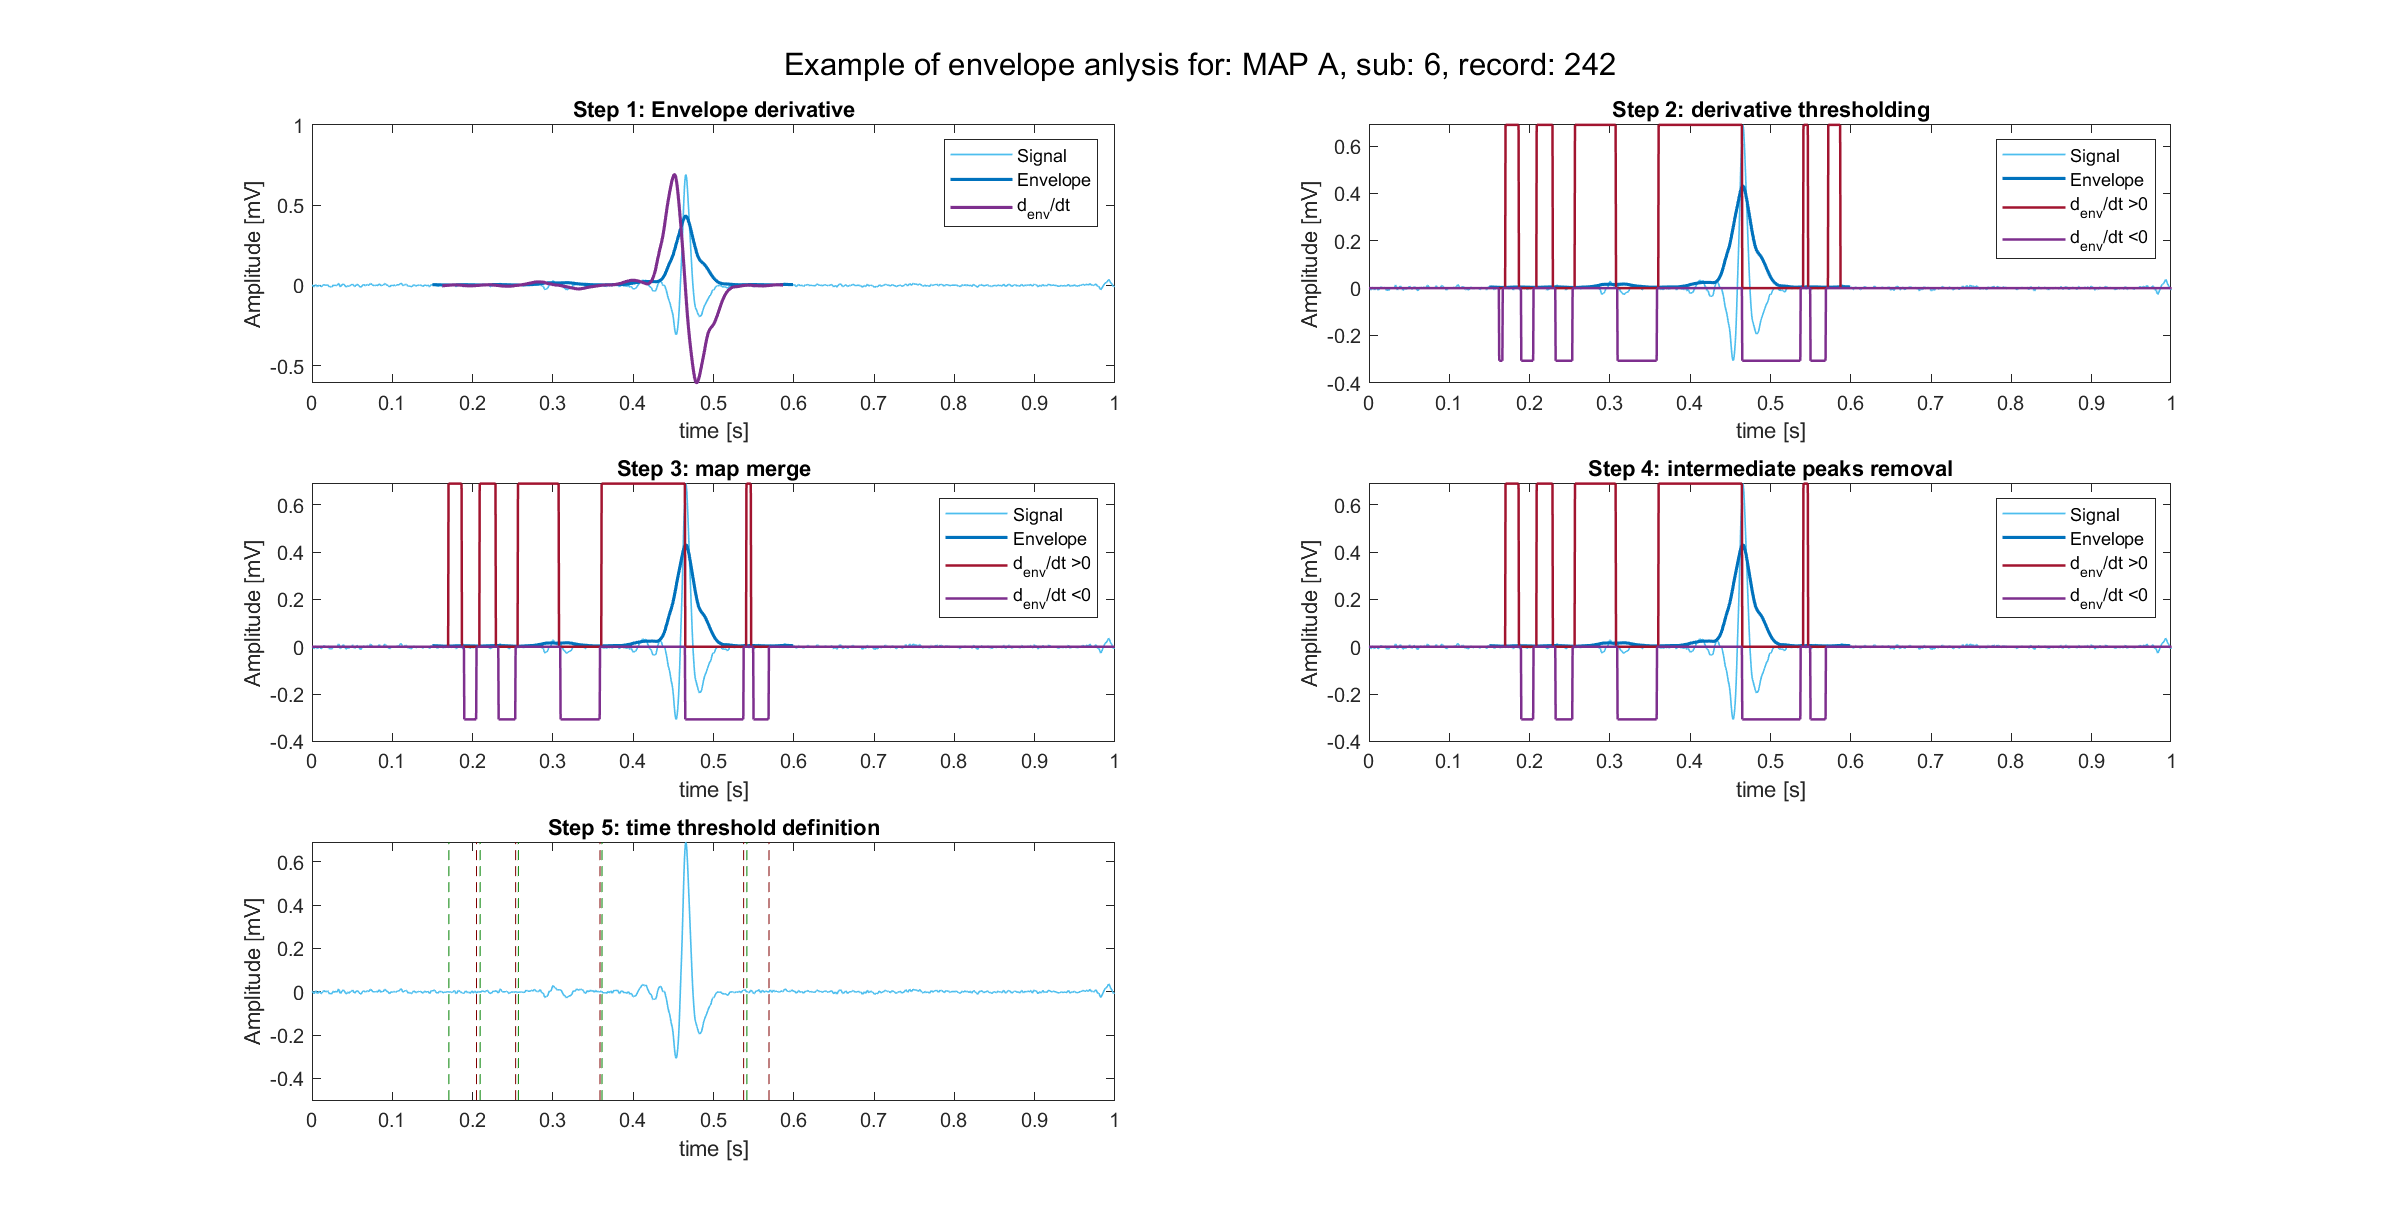 Example of envelope anlysis for: MAP A, sub: 6, record: 242
Step 1: Envelope derivative
Amplitude [mV]
1
0.5
0
-0.5
Signal
Envelope
d_env/dt
0 0.1 0.2 0.3 0.4 0.5 0.6 0.7 0.8 0.9 1
time [s]
Step 2: derivative thresholding
Amplitude [mV]
0.6
0.4
0.2
0
-0.2
-0.4
Signal
Envelope
d_env/dt >0
d_env/dt <0
0 0.1 0.2 0.3 0.4 0.5 0.6 0.7 0.8 0.9 1
time [s]
Step 3: map merge
Amplitude [mV]
0.6
0.4
0.2
0
-0.2
-0.4
Signal
Envelope
d_env/dt >0
d_env/dt <0
0 0.1 0.2 0.3 0.4 0.5 0.6 0.7 0.8 0.9 1
time [s]
Step 4: intermediate peaks removal
Amplitude [mV]
0.6
0.4
0.2
0
-0.2
-0.4
Signal
Envelope
d_env/dt >0
d_env/dt <0
0 0.1 0.2 0.3 0.4 0.5 0.6 0.7 0.8 0.9 1
time [s]
Step 5: time threshold definition
Amplitude [mV]
0.6
0.4
0.2
0
-0.2
-0.4
0 0.1 0.2 0.3 0.4 0.5 0.6 0.7 0.8 0.9 1
time [s]